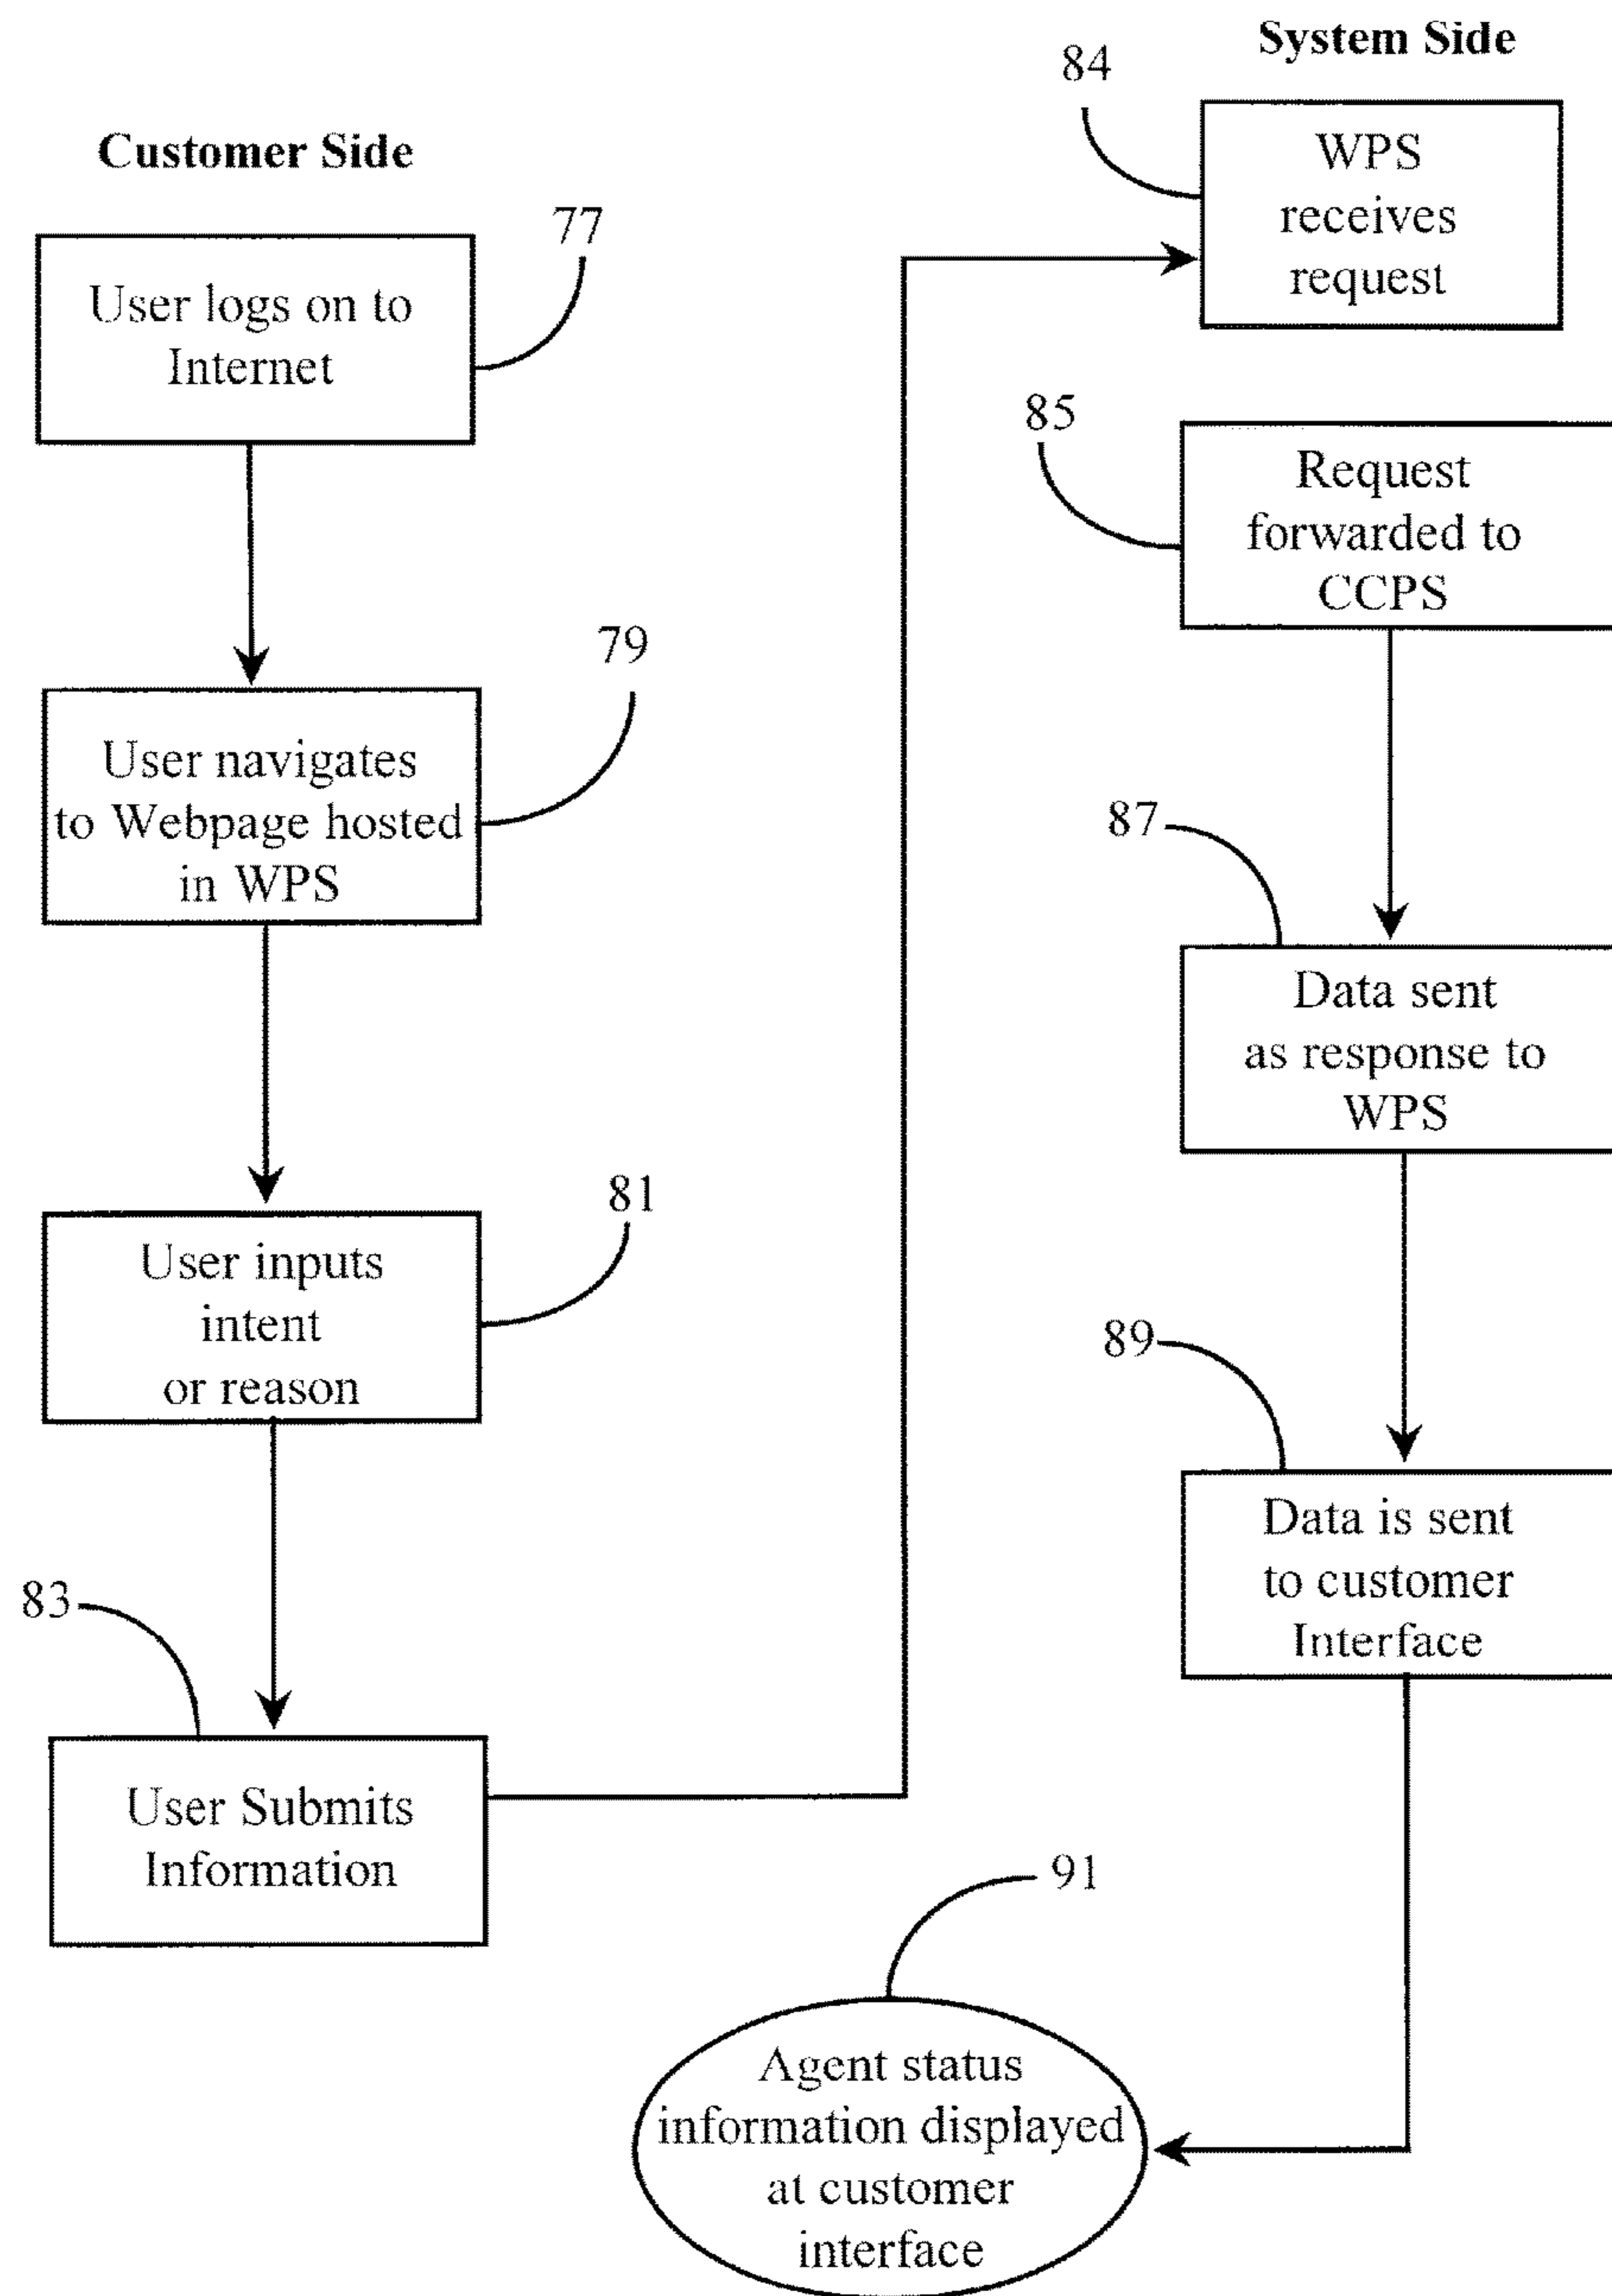 Customer Side
77
User logs on to
Internet
79
User navigates
to Webpage hosted
in WPS
81
User inputs
intent
or reason
83
User Submits
Information
System Side
84
WPS
receives
request
85
Request
forwarded to
CCPS
87
Data sent
as response to
WPS
89
Data is sent
to customer
Interface
91
Agent status
information displayed
at customer
interface